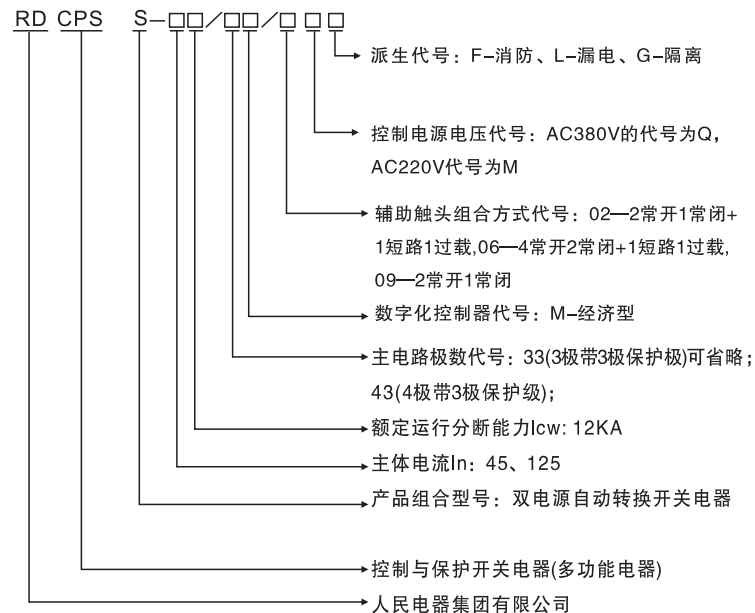 RD CPS S–□□/□□/□ □ □
派生代号：F–消防、L–漏电、G–隔离
控制电源电压代号：AC380V的代号为Q，
AC220V代号为M
辅助触头组合方式代号：02—2常开1常闭+
1短路1过载,06—4常开2常闭+1短路1过载,
09—2常开1常闭
数字化控制器代号：M–经济型
主电路极数代号：33(3极带3极保护极)可省略；
43(4极带3极保护级)；
额定运行分断能力Icw: 12KA
主体电流In：45、125
产品组合型号：双电源自动转换开关电器
控制与保护开关电器(多功能电器)
人民电器集团有限公司